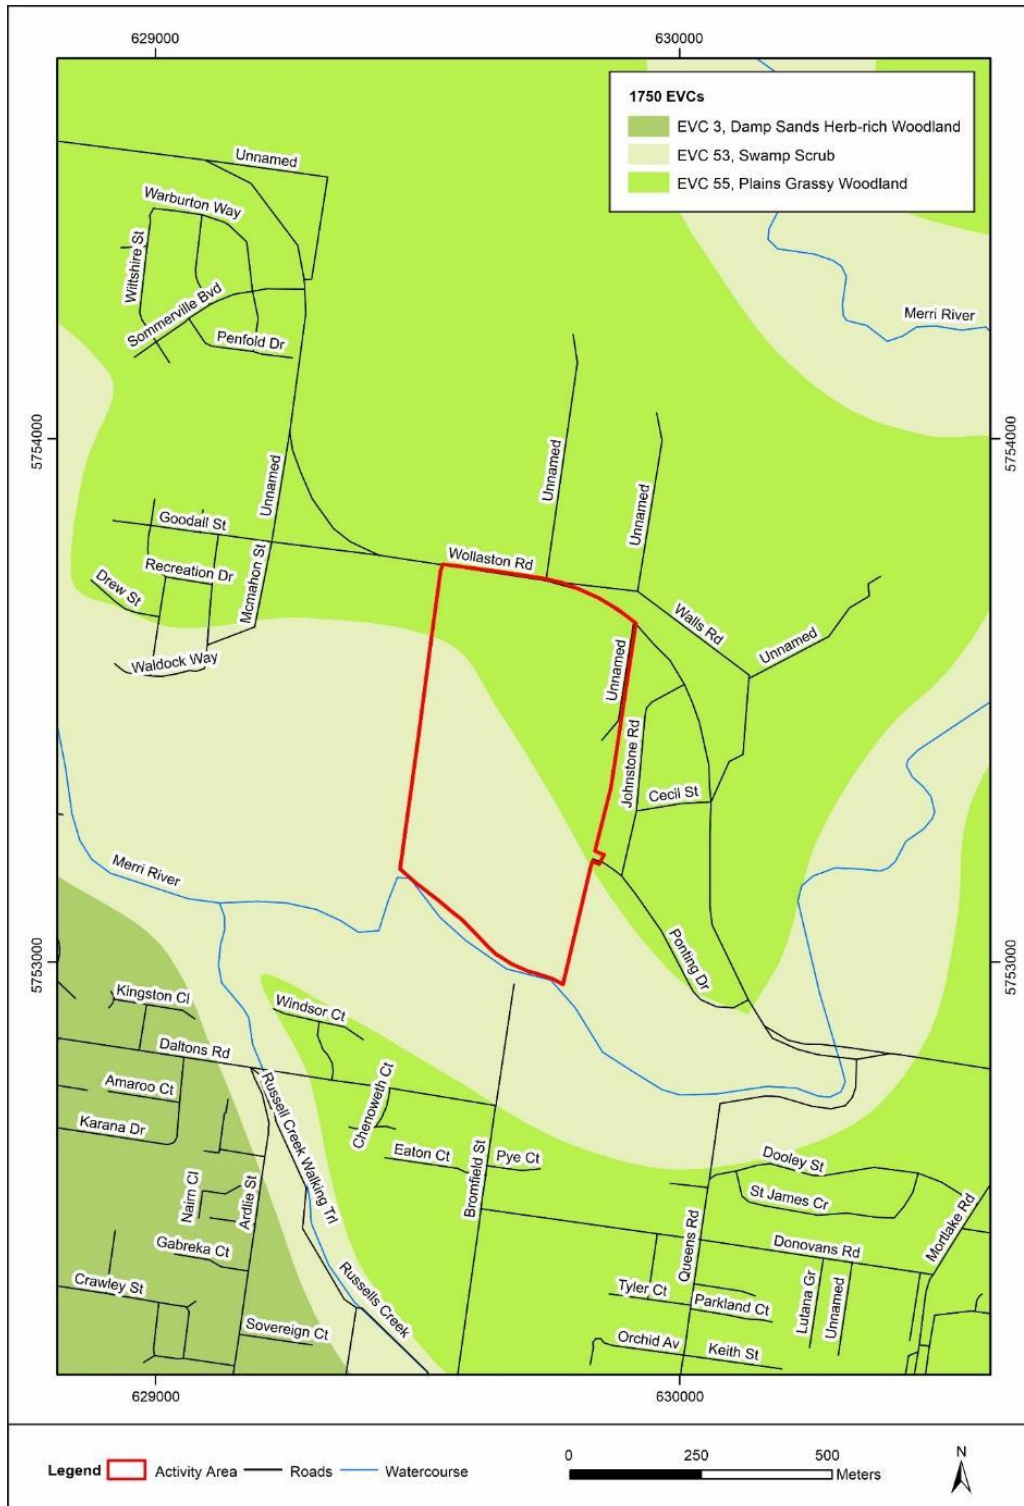 629000
630000
1750 EVCs
EVC 3, Damp Sands Herb-rich Woodland
EVC 53, Swamp Scrub
EVC 55, Plains Grassy Woodland
Unnamed
Warburton Way
Wiltshire St
Sommerville Bvd
Penfold Dr
Merri River
5754000
5754000
Unnamed
Unnamed
Unnamed
Goodall St
Wollaston Rd
Recreation Dr
Mcmahon St
Drew St
Walls Rd
Waldock Way
Unnamed
Unnamed
Johnstone Rd
Cecil St
Merri River
5753000
5753000
Ponting Dr
Kingston Cl
Windsor Ct
Daltons Rd
Amaroo Ct
Karana Dr
Russell Creek Walking Trl
Chenoweth Ct
Eaton Ct
Pye Ct
Bromfield St
Dooley St
St James Cr
Nairn Cl
Ardlie St
Mortlake Rd
Queens Rd
Donovans Rd
Gabreka Ct
Crawley St
Russells Creek
Tyler Ct
Parkland Ct
Lutana Gr
Unnamed
Sovereign Ct
Orchid Av
Keith St
629000
630000
Legend
Activity Area
Roads
Watercourse
0
250
500
Meters
N